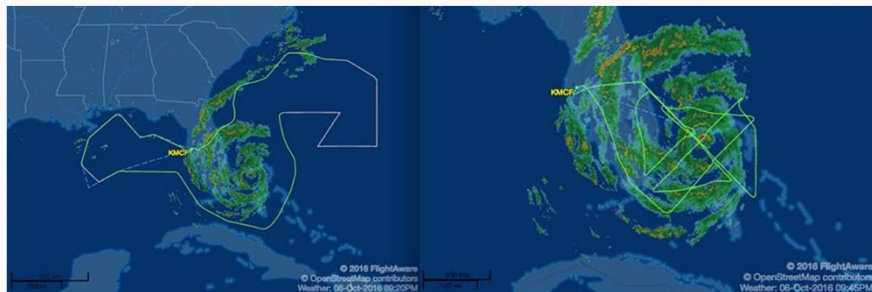 KMCF
© 2016 FlightAware
© OpenStreetMap contributors
Weather: 06-Oct-2016 09:20PM
KMCF
© 2016 FlightAware
© OpenStreetMap contributors
Weather: 06-Oct-2016 09:45PM